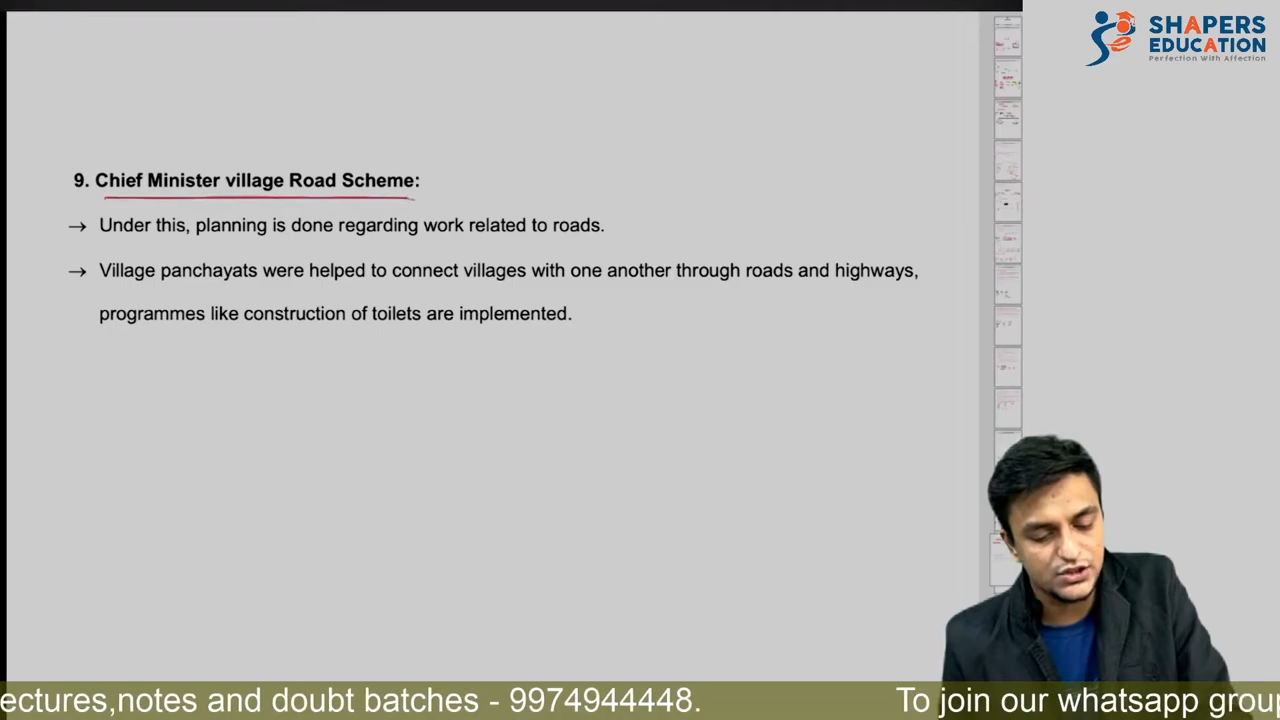 SHAPERS
EDUCATION
Perfection With Affection
9. Chief Minister village Road Scheme:
→ Under this, planning is done regarding work related to roads.
→ Village panchayats were helped to connect villages with one another through roads and highways,
programmes like construction of toilets are implemented.
ectures,notes and doubt batches - 9974944448. To join our whatsapp group